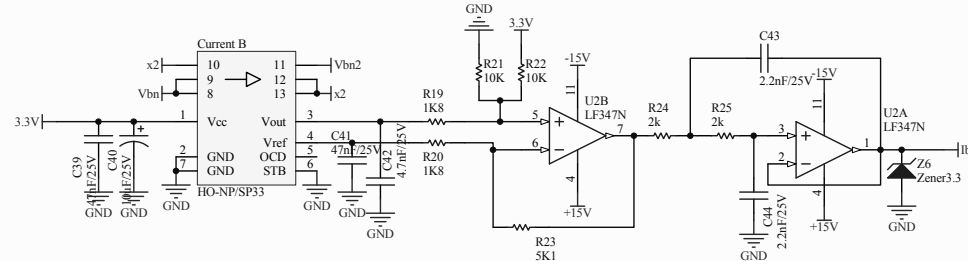 GND
3.3V
C43
Current B
x2
10
11
Vbn2
R21
10K
R22
10K
-15V
2.2nF/25V
9
12
Vbn
8
13
x2
11
U2B
LF347N
R24
2k
R25
2k
-15V
11
U2A
LF347N
3.3V
1
Vcc
Vout
3
R19
1K8
5
6
7
3
2
1
Ib
Vref
4
C41
47nF/25V
R20
1K8
2
GND
OCD
5
7
GND
STB
C39
47nF/25V
C40
10uF/25V
C42
4.7nF/25V
4
+15V
4
+15V
Z6
Zener3.3
HO-NP/SP33
GND
GND
GND
GND
GND
GND
R23
5K1
C44
2.2nF/25V
GND
GND